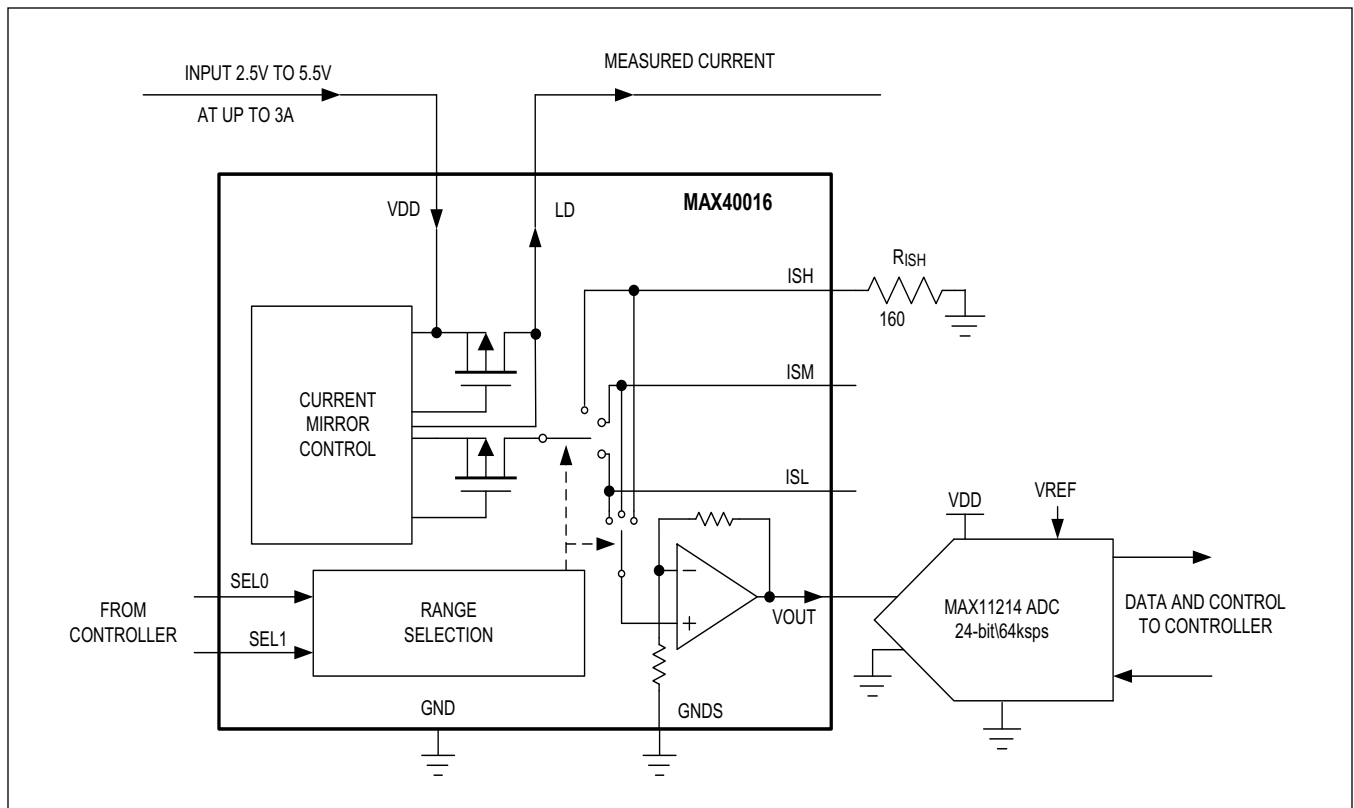 INPUT 2.5V TO 5.5V
AT UP TO 3A
MEASURED CURRENT
MAX40016
VDD
LD
ISH
RISH
160
ISM
ISL
CURRENT
MIRROR
CONTROL
VDD
VREF
FROM
CONTROLLER
SEL0
SEL1
RANGE
SELECTION
−
+
VOUT
MAX11214 ADC
24-bit\64ksps
DATA AND CONTROL
TO CONTROLLER
GND
GNDS